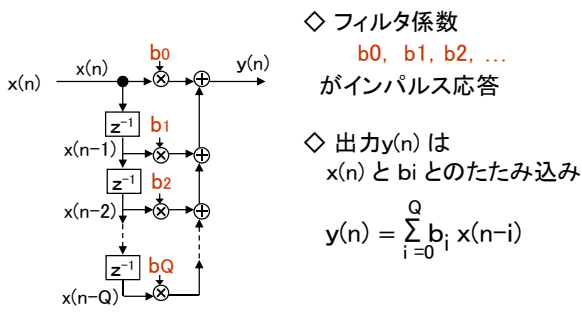 b0
x(n)
x(n)
y(n)
z⁻¹
b1
x(n-1)
z⁻¹
b2
x(n-2)
z⁻¹
bQ
x(n-Q)
◇ フィルタ係数
b0, b1, b2, ...
がインパルス応答
◇ 出力y(n) は
x(n) と bi とのたたみ込み
y(n) = Σ_{i=0}^{Q} b_i x(n-i)